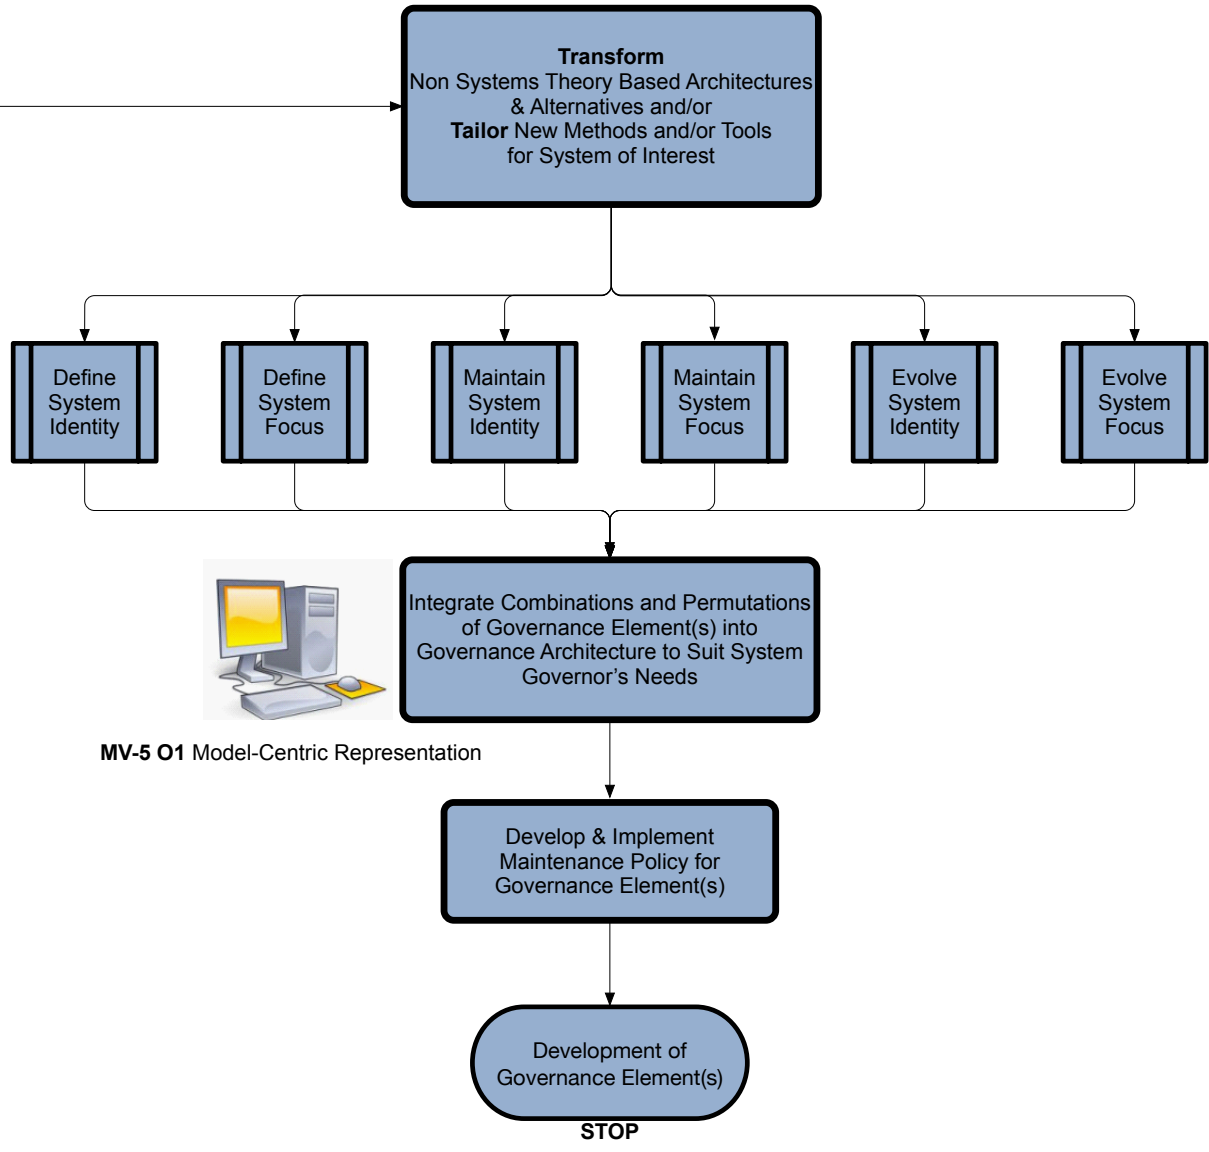 Transform
Non Systems Theory Based Architectures
& Alternatives and/or
Tailor New Methods and/or Tools
for System of Interest
Define
System
Identity
Define
System
Focus
Maintain
System
Identity
Maintain
System
Focus
Evolve
System
Identity
Evolve
System
Focus
Integrate Combinations and Permutations
of Governance Element(s) into
Governance Architecture to Suit System
Governor’s Needs
MV-5 O1 Model-Centric Representation
Develop & Implement
Maintenance Policy for
Governance Element(s)
Development of
Governance Element(s)
STOP